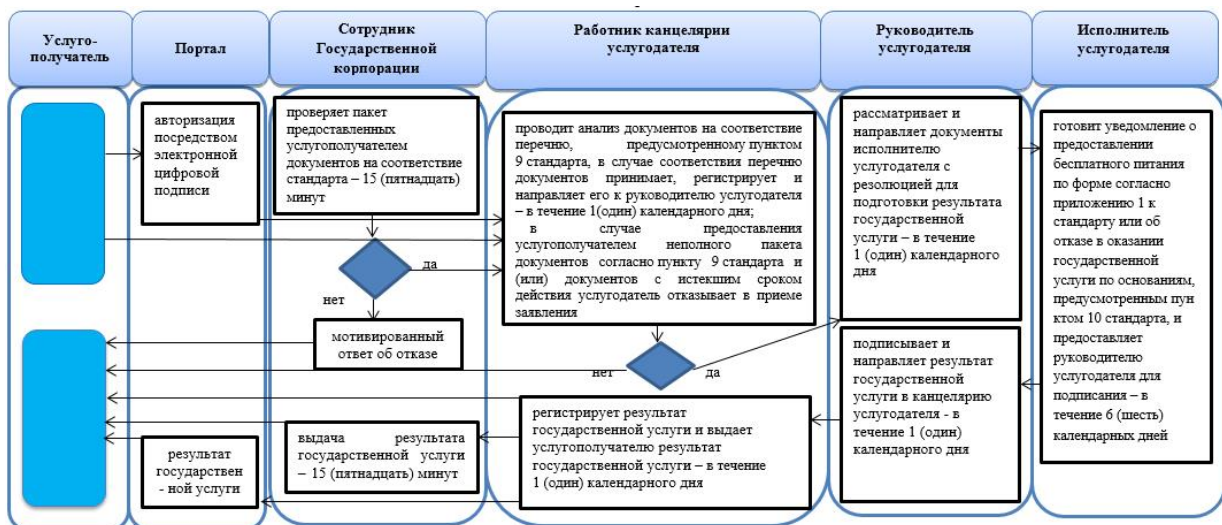 Услуго-
получатель
Портал
Сотрудник
Государственной
корпорации
Работник канцелярии
услугодателя
Руководитель
услугодателя
Исполнитель
услугодателя
авторизация
посредством
электронной
цифровой
подписи
проверяет пакет
предоставленных
услугополучателем
документов на соответствие
стандарта – 15 (пятнадцать)
минут
да
нет
мотивированный
ответ об отказе
проводит анализ документов на соответствие
перечню, предусмотренному пунктом
9 стандарта, в случае соответствия перечню
документов принимает, регистрирует и
направляет его к руководителю услугодателя
– в течение 1(один) календарного дня;
в случае предоставления
услугополучателем неполного пакета
документов согласно пункту 9 стандарта и
(или) документов с истекшим сроком
действия услугодатель отказывает в приеме
заявления
нет
да
рассматривает и
направляет документы
исполнителю
услугодателя с
резолюцией для
подготовки результата
государственной
услуги – в течение
1 (один) календарного
дня
готовит уведомление о
предоставлении
бесплатного питания
по форме согласно
приложению 1 к
стандарту или об
отказе в оказании
государственной
услуги по основаниям,
предусмотренным пун
ктом 10 стандарта, и
предоставляет
руководителю
услугодателя для
подписания – в
течение 6 (шесть)
календарных дней
подписывает и
направляет результат
государственной
услуги в канцелярию
услугодателя - в
течение 1 (один)
календарного дня
регистрирует результат
государственной услуги и выдает
услугополучателю результат
государственной услуги – в течение
1 (один) календарного дня
выдача результата
государственной услуги
– 15 (пятнадцать) минут
результат
государствен
- ной услуги